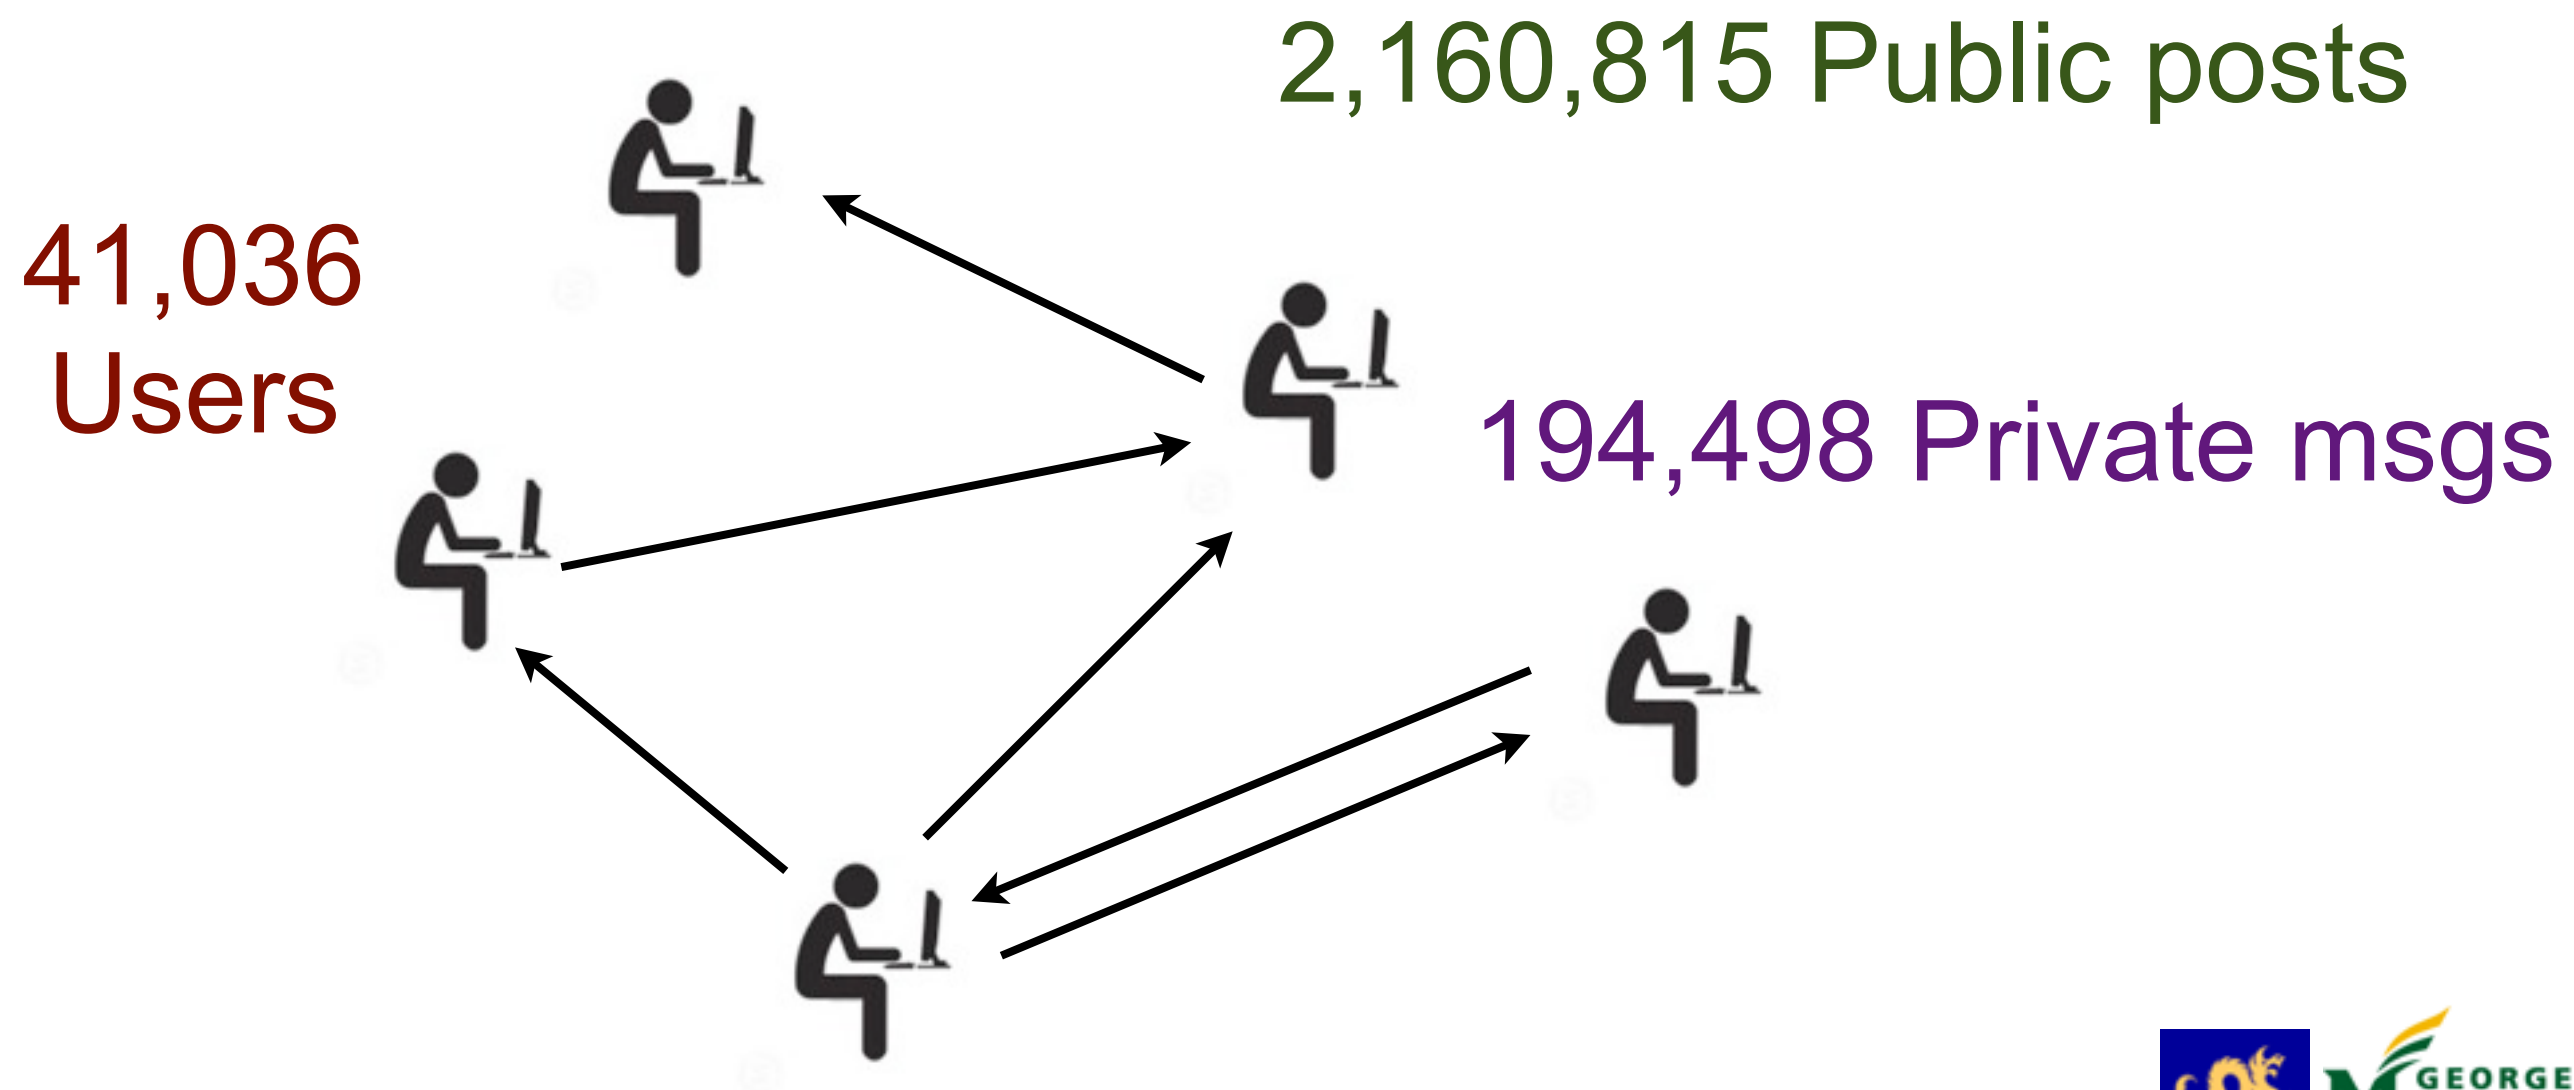 2,160,815 Public posts
41,036
Users
194,498 Private msgs
GEORGE